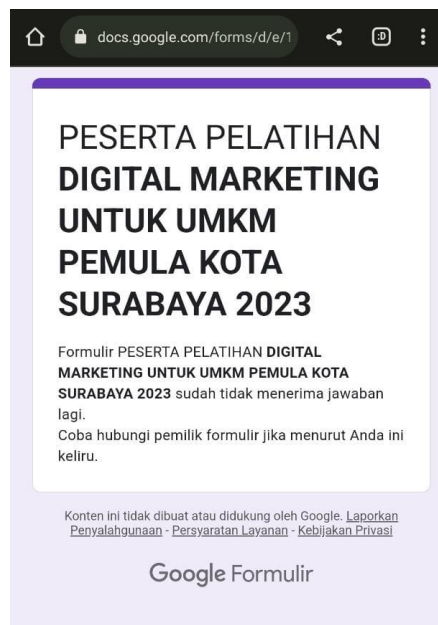 docs.google.com/forms/d/e/1
:D
PESERTA PELATIHAN
DIGITAL MARKETING
UNTUK UMKM
PEMULA KOTA
SURABAYA 2023
Formulir PESERTA PELATIHAN DIGITAL
MARKETING UNTUK UMKM PEMULA KOTA
SURABAYA 2023 sudah tidak menerima jawaban
lagi.
Coba hubungi pemilik formulir jika menurut Anda ini
keliru.
Konten ini tidak dibuat atau didukung oleh Google. Laporkan
Penyalahgunaan - Persyaratan Layanan - Kebijakan Privasi
Google Formulir